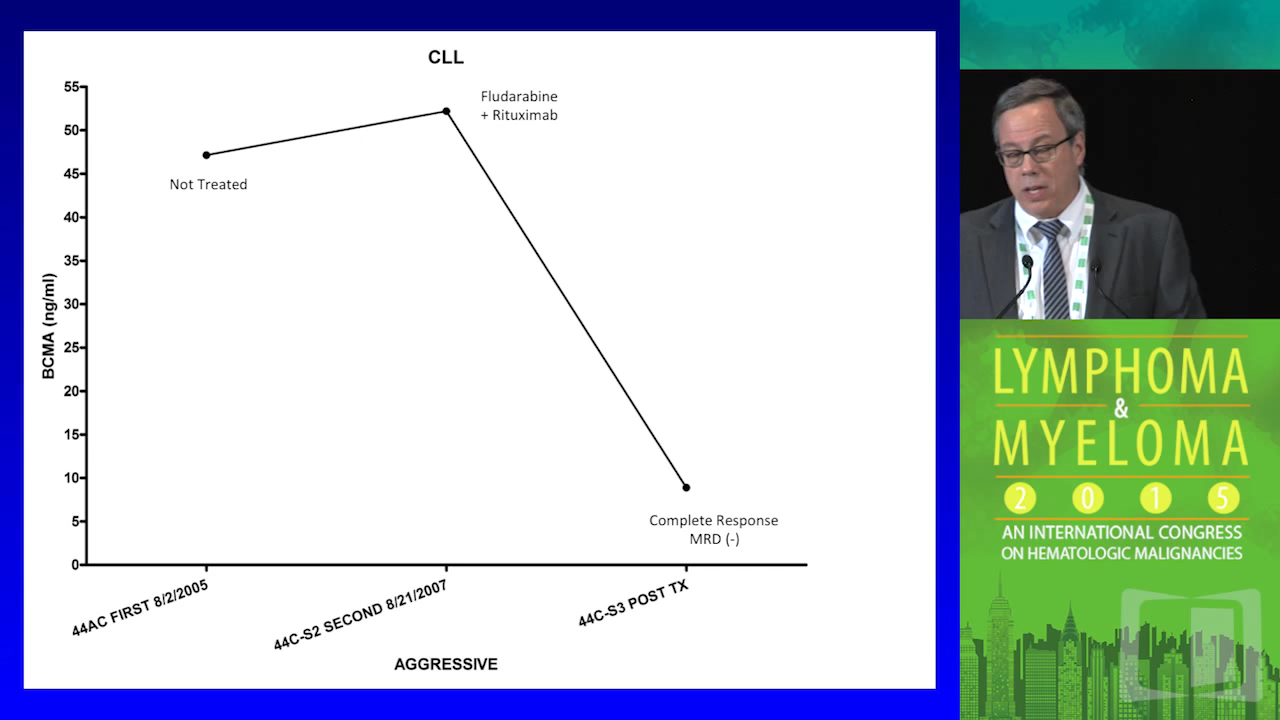 CLL
55
50
45
40
35
30
25
20
15
10
5
0
BCMA (ng/ml)
Not Treated
Fludarabine
+ Rituximab
Complete Response
MRD (-)
44AC FIRST 8/2/2005
44C-S2 SECOND 8/21/2007
44C-S3 POST TX
AGGRESSIVE
LYMPHOMA
&
MYELOMA
2 0 1 5
AN INTERNATIONAL CONGRESS
ON HEMATOLOGIC MALIGNANCIES